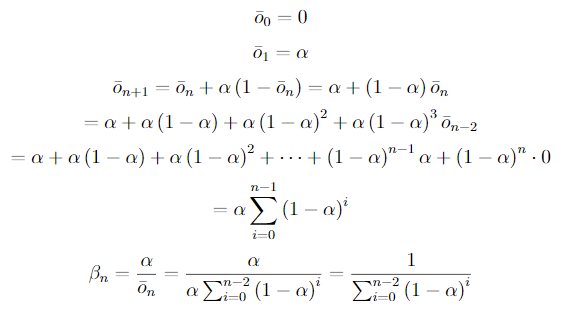 ō₀ = 0
ō₁ = α
ōₙ₊₁ = ōₙ + α (1 − ōₙ) = α + (1 − α) ōₙ
= α + α (1 − α) + α (1 − α)² + α (1 − α)³ ōₙ₋₂
= α + α (1 − α) + α (1 − α)² + ⋯ + (1 − α)ⁿ⁻¹ α + (1 − α)ⁿ · 0
= α ∑_{i=0}^{n−1} (1 − α)ⁱ
βₙ = α / ōₙ = α / (α ∑_{i=0}^{n−2} (1 − α)ⁱ) = 1 / (∑_{i=0}^{n−2} (1 − α)ⁱ)